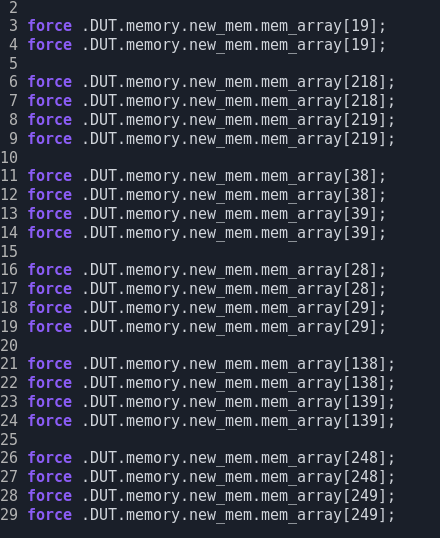 2
3 force .DUT.memory.new_mem.mem_array[19];
4 force .DUT.memory.new_mem.mem_array[19];
5
6 force .DUT.memory.new_mem.mem_array[218];
7 force .DUT.memory.new_mem.mem_array[218];
8 force .DUT.memory.new_mem.mem_array[219];
9 force .DUT.memory.new_mem.mem_array[219];
10
11 force .DUT.memory.new_mem.mem_array[38];
12 force .DUT.memory.new_mem.mem_array[38];
13 force .DUT.memory.new_mem.mem_array[39];
14 force .DUT.memory.new_mem.mem_array[39];
15
16 force .DUT.memory.new_mem.mem_array[28];
17 force .DUT.memory.new_mem.mem_array[28];
18 force .DUT.memory.new_mem.mem_array[29];
19 force .DUT.memory.new_mem.mem_array[29];
20
21 force .DUT.memory.new_mem.mem_array[138];
22 force .DUT.memory.new_mem.mem_array[138];
23 force .DUT.memory.new_mem.mem_array[139];
24 force .DUT.memory.new_mem.mem_array[139];
25
26 force .DUT.memory.new_mem.mem_array[248];
27 force .DUT.memory.new_mem.mem_array[248];
28 force .DUT.memory.new_mem.mem_array[249];
29 force .DUT.memory.new_mem.mem_array[249];